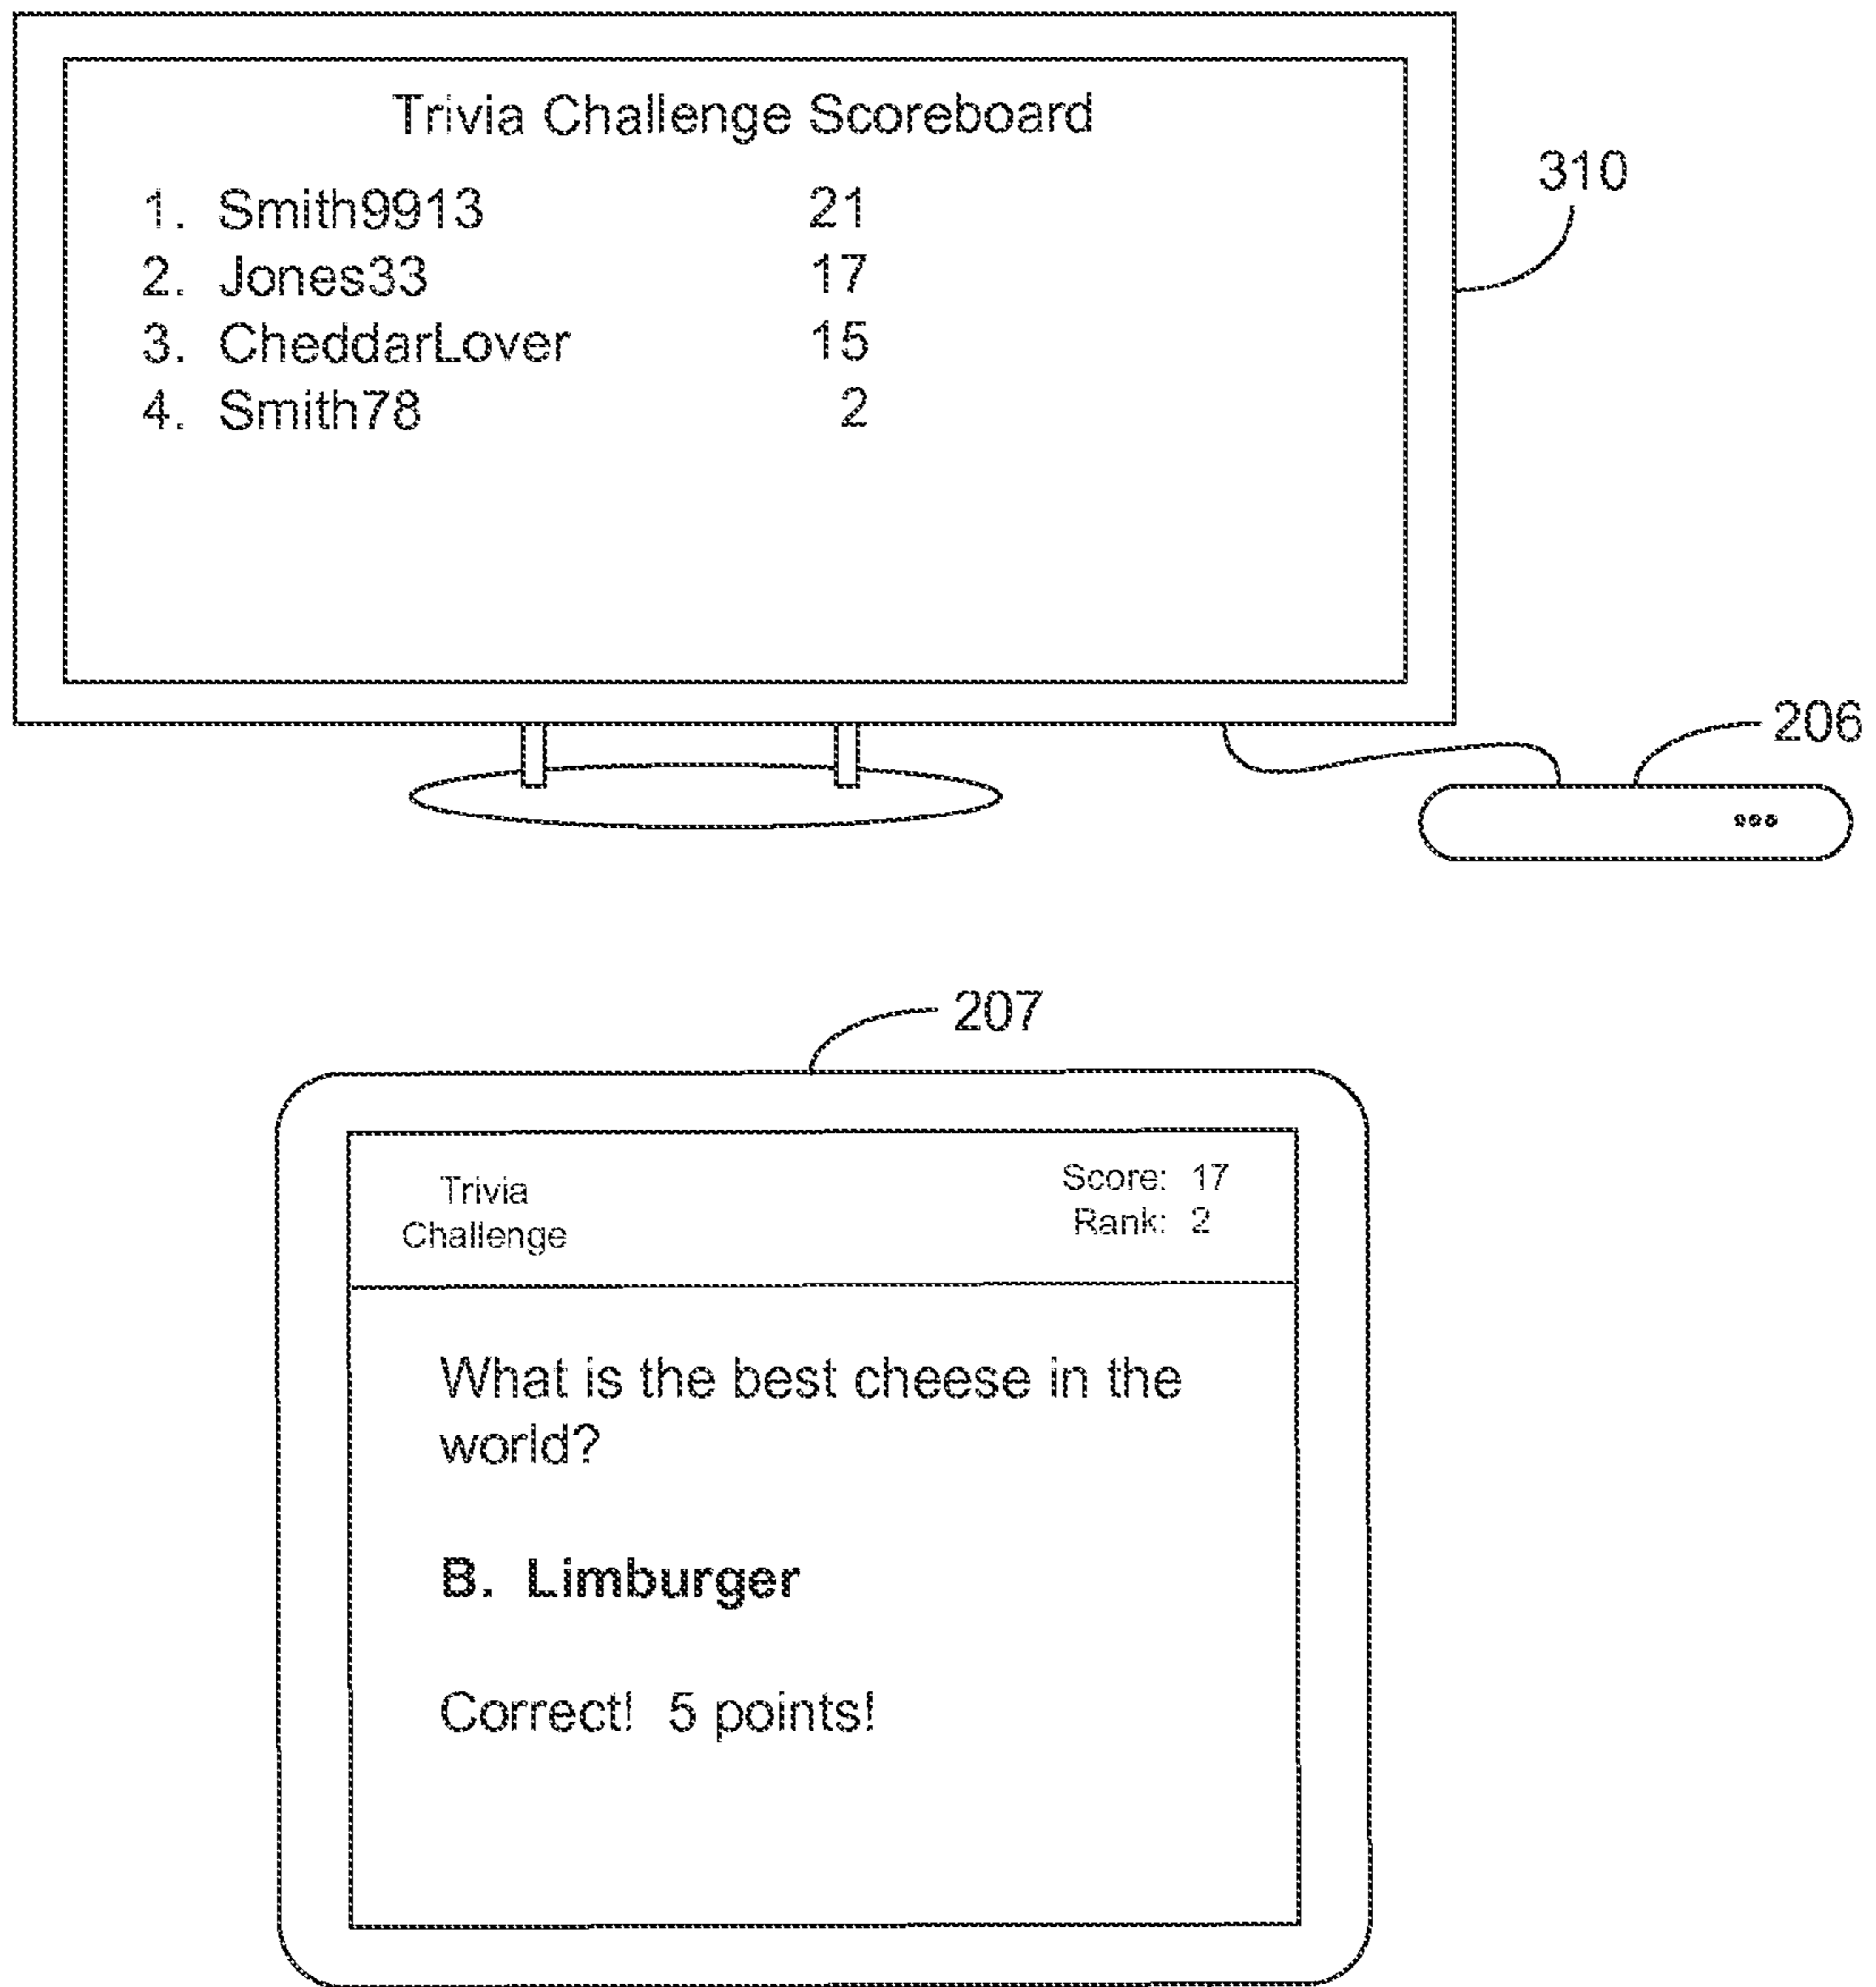 Trivia Challenge Scoreboard
1. Smith9913 21
2. Jones33 17
3. CheddarLover 15
4. Smith78 2
310
206
207
Trivia
Challenge
Score: 17
Rank: 2
What is the best cheese in the
world?
B. Limburger
Correct! 5 points!